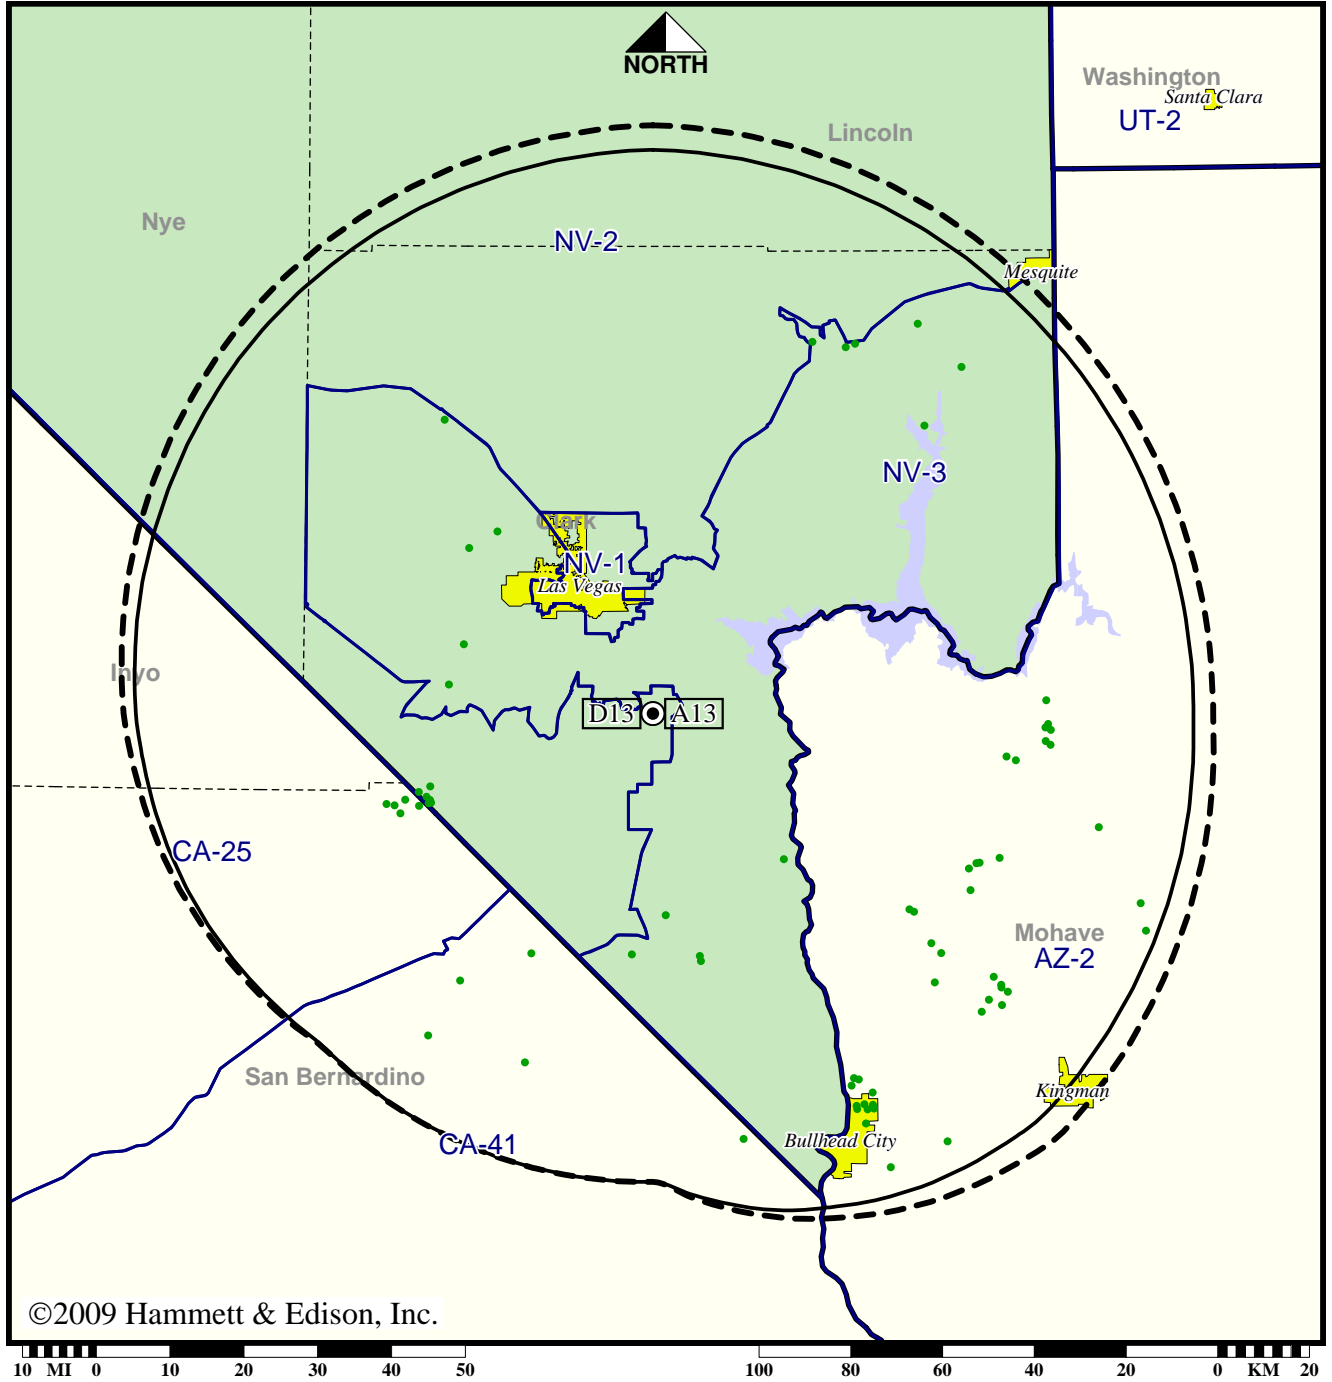 NORTH
Washington
Santa Clara
UT-2
Lincoln
Nye
NV-2
Mesquite
NV-3
Clark
NV-1
Las Vegas
Inyo
D13
A13
CA-25
Mohave
AZ-2
San Bernardino
Kingman
CA-41
Bullhead City
©2009 Hammett & Edison, Inc.
10 MI 0 10 20 30 40 50 100 80 60 40 20 0 KM 20